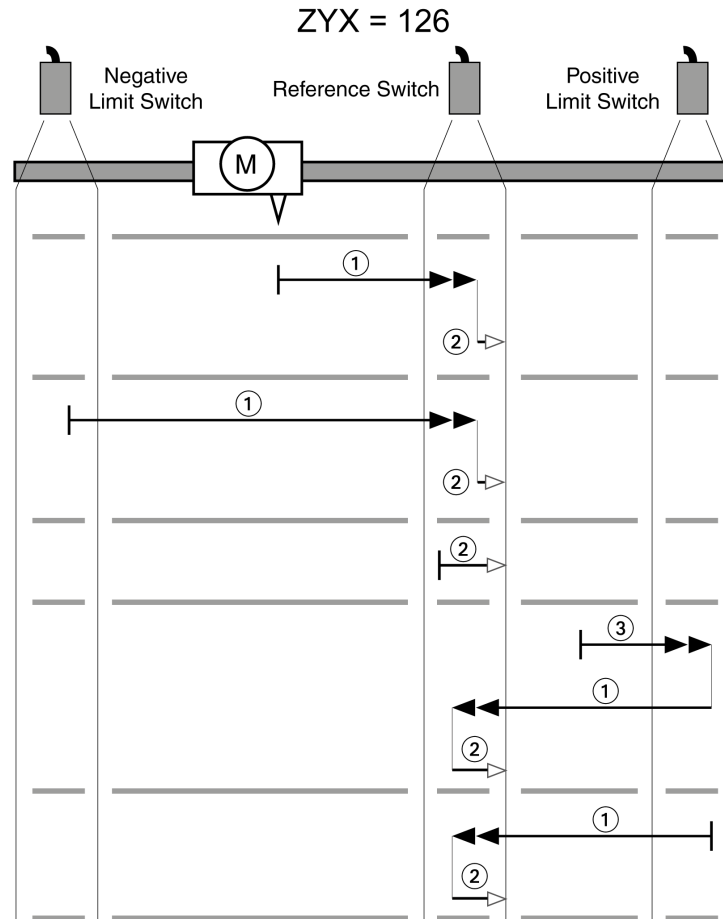 ZYX = 126
Negative
Limit Switch
Reference Switch
Positive
Limit Switch
M
1
2
1
2
2
3
1
2
1
2